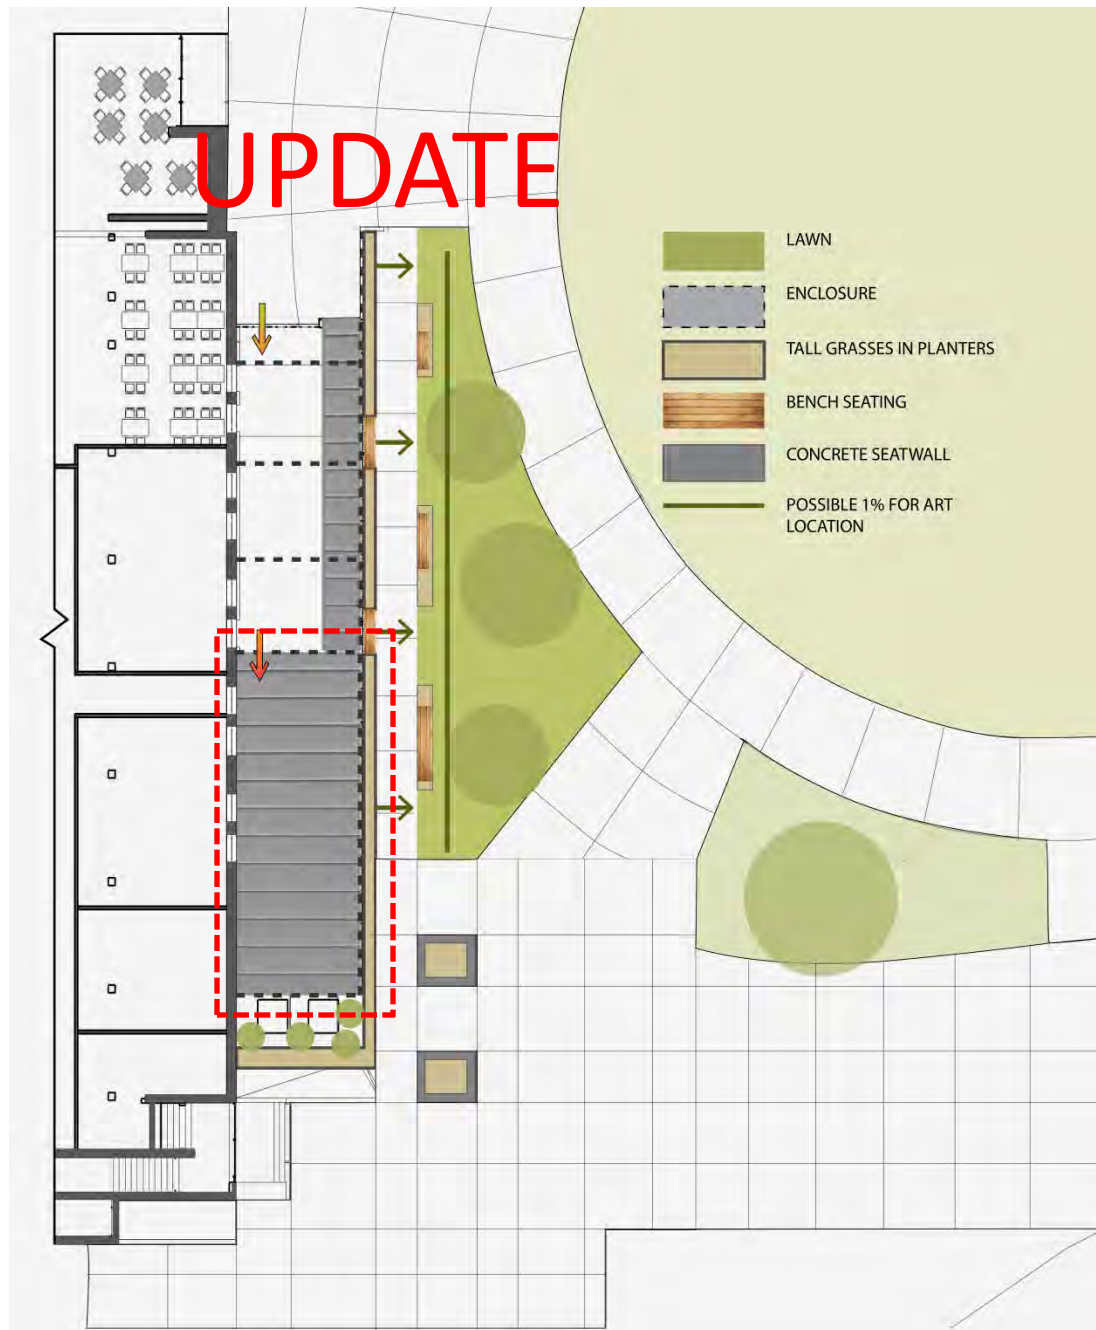 UPDATE
LAWN
ENCLOSURE
TALL GRASSES IN PLANTERS
BENCH SEATING
CONCRETE SEATWALL
POSSIBLE 1% FOR ART
LOCATION